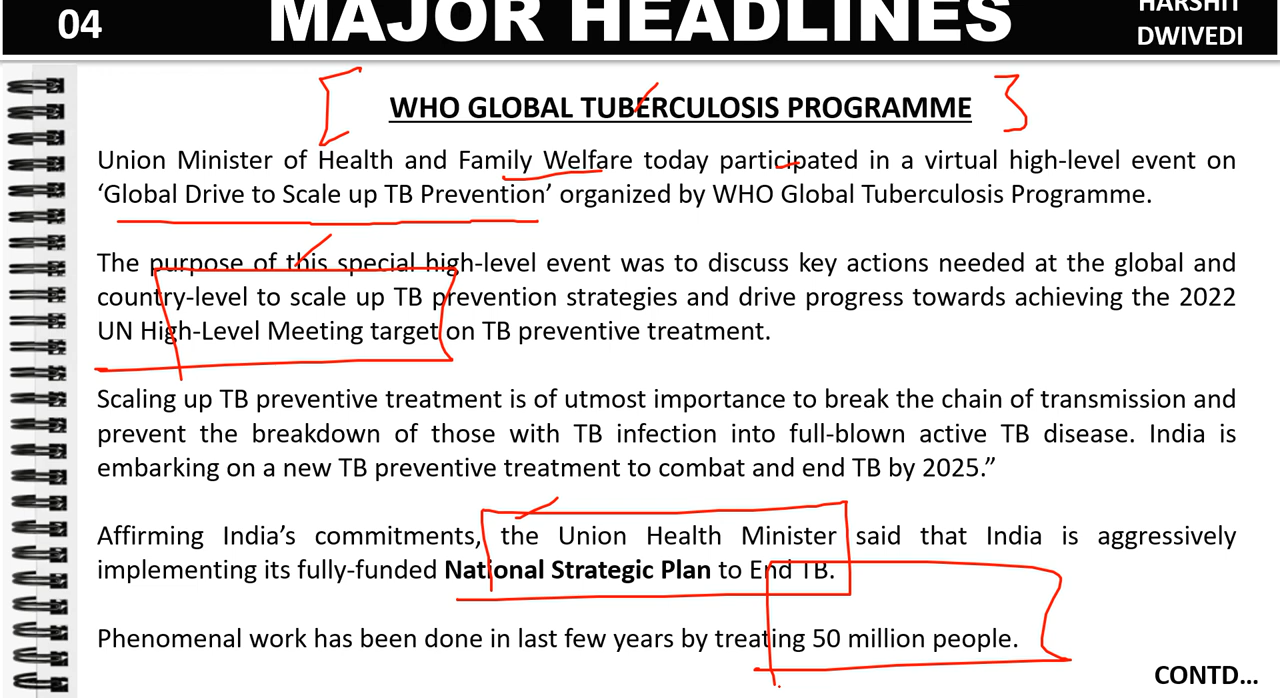 04
MAJOR HEADLINES
HARSHIT
DWIVEDI
WHO GLOBAL TUBERCULOSIS PROGRAMME
Union Minister of Health and Family Welfare today participated in a virtual high-level event on
‘Global Drive to Scale up TB Prevention’ organized by WHO Global Tuberculosis Programme.
The purpose of this special high-level event was to discuss key actions needed at the global and
country-level to scale up TB prevention strategies and drive progress towards achieving the 2022
UN High-Level Meeting target on TB preventive treatment.
Scaling up TB preventive treatment is of utmost importance to break the chain of transmission and
prevent the breakdown of those with TB infection into full-blown active TB disease. India is
embarking on a new TB preventive treatment to combat and end TB by 2025.”
Affirming India’s commitments, the Union Health Minister said that India is aggressively
implementing its fully-funded National Strategic Plan to End TB.
Phenomenal work has been done in last few years by treating 50 million people.
CONTD...